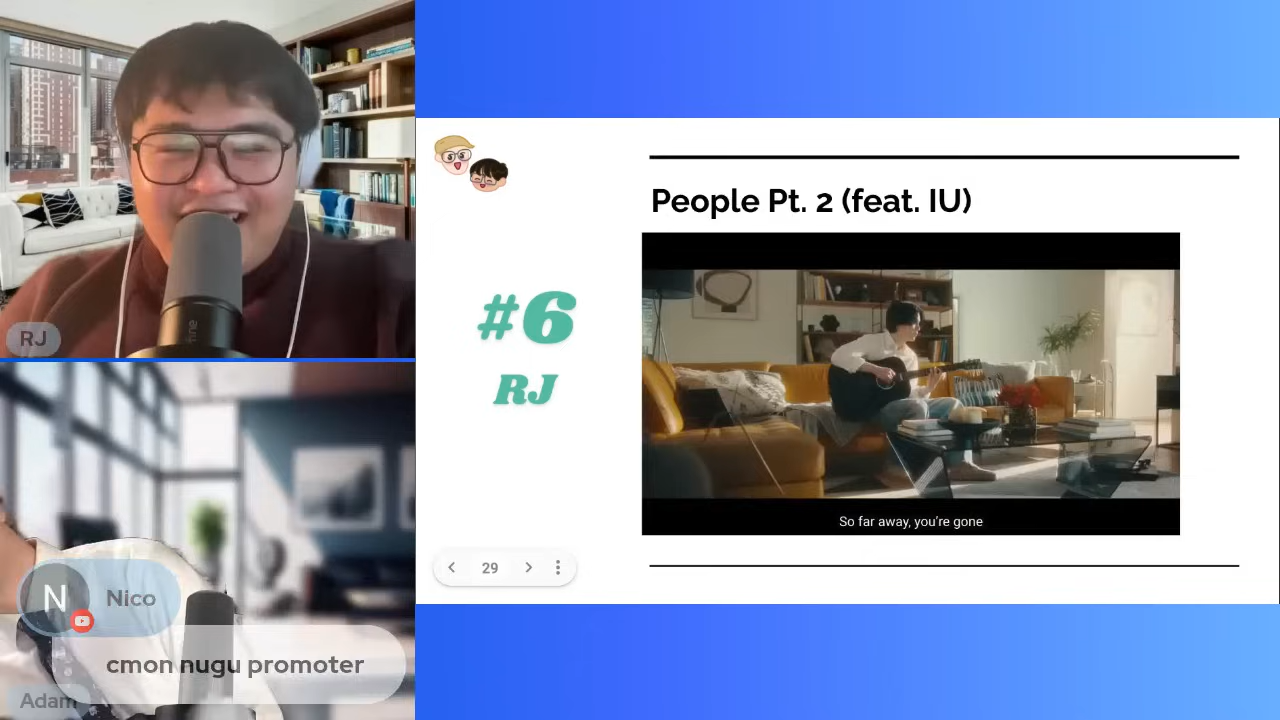 RJ
N Nico
cmon nugu promoter
Adam
People Pt. 2 (feat. IU)
#6
RJ
So far away, you're gone
29